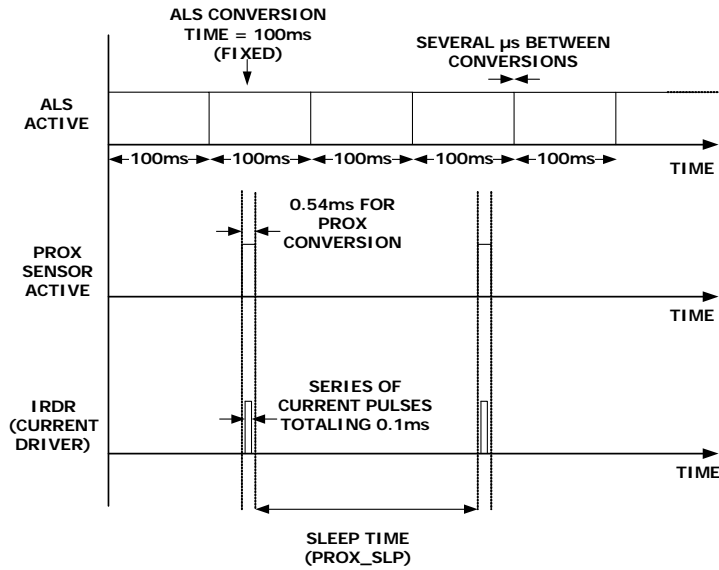 ALS CONVERSION
TIME = 100ms
(FIXED)
SEVERAL µs BETWEEN
CONVERSIONS
ALS
ACTIVE
100ms
100ms
100ms
100ms
100ms
TIME
0.54ms FOR
PROX
CONVERSION
PROX
SENSOR
ACTIVE
TIME
IRDR
(CURRENT
DRIVER)
SERIES OF
CURRENT PULSES
TOTALING 0.1ms
TIME
SLEEP TIME
(PROX_SLP)